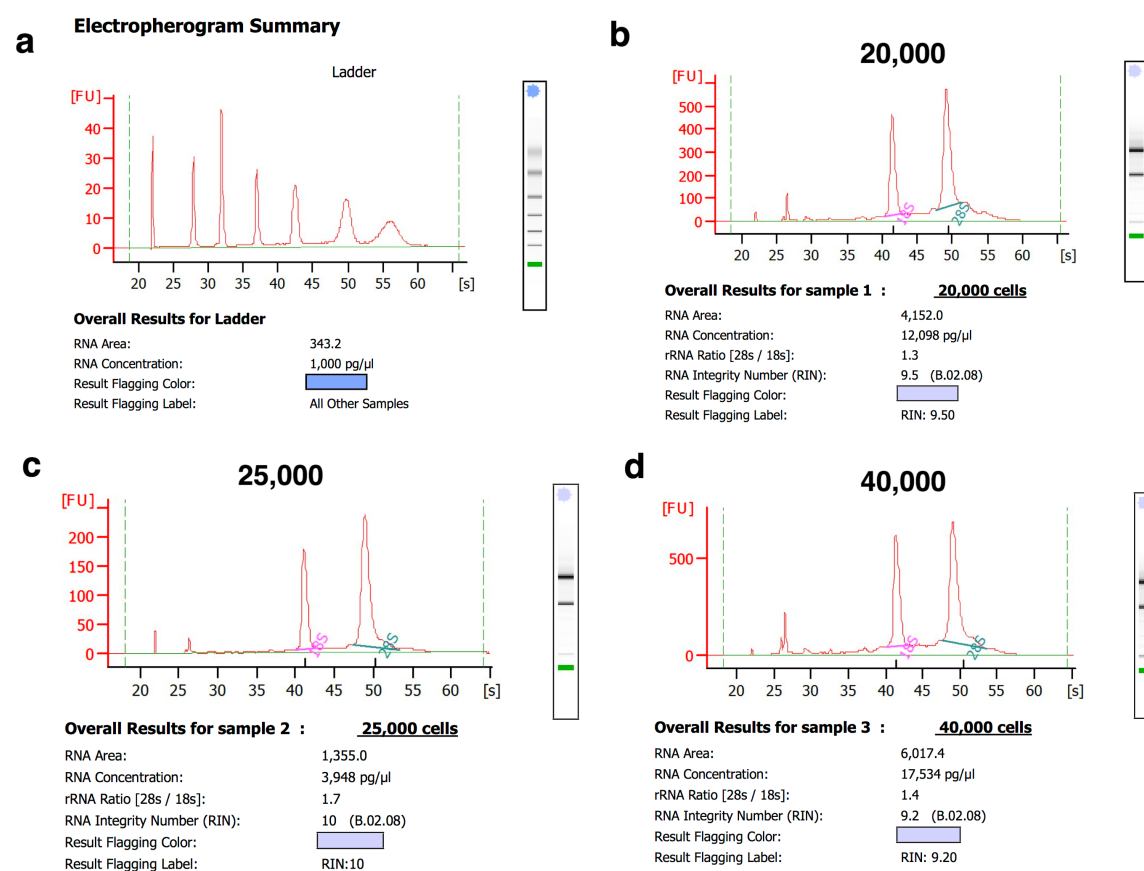 Electropherogram Summary
a
Ladder
[FU]
40
30
20
10
0
20 25 30 35 40 45 50 55 60 [s]
Overall Results for Ladder
RNA Area: 343.2
RNA Concentration: 1,000 pg/µl
Result Flagging Color:
Result Flagging Label: All Other Samples
b
20,000
[FU]
500
400
300
200
100
0
18S
28S
20 25 30 35 40 45 50 55 60 [s]
Overall Results for sample 1 : 20,000 cells
RNA Area: 4,152.0
RNA Concentration: 12,098 pg/µl
rRNA Ratio [28s / 18s]: 1.3
RNA Integrity Number (RIN): 9.5 (B.02.08)
Result Flagging Color:
Result Flagging Label: RIN: 9.50
c
25,000
[FU]
200
150
100
50
0
18S
28S
20 25 30 35 40 45 50 55 60 [s]
Overall Results for sample 2 : 25,000 cells
RNA Area: 1,355.0
RNA Concentration: 3,948 pg/µl
rRNA Ratio [28s / 18s]: 1.7
RNA Integrity Number (RIN): 10 (B.02.08)
Result Flagging Color:
Result Flagging Label: RIN:10
d
40,000
[FU]
500
0
18S
28S
20 25 30 35 40 45 50 55 60 [s]
Overall Results for sample 3 : 40,000 cells
RNA Area: 6,017.4
RNA Concentration: 17,534 pg/µl
rRNA Ratio [28s / 18s]: 1.4
RNA Integrity Number (RIN): 9.2 (B.02.08)
Result Flagging Color:
Result Flagging Label: RIN: 9.20